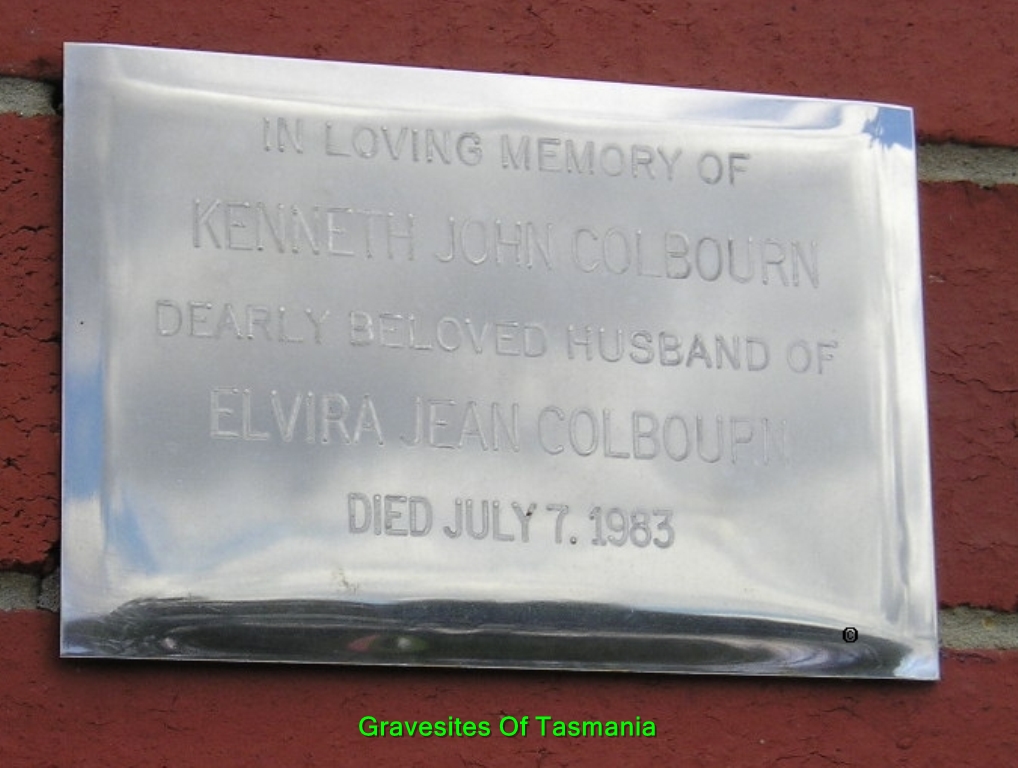 IN LOVING MEMORY OF
KENNETH JOHN COLBOURN
DEARLY BELOVED HUSBAND OF
ELVIRA JEAN COLBOURN
DIED JULY 7. 1983
©
Gravesites Of Tasmania